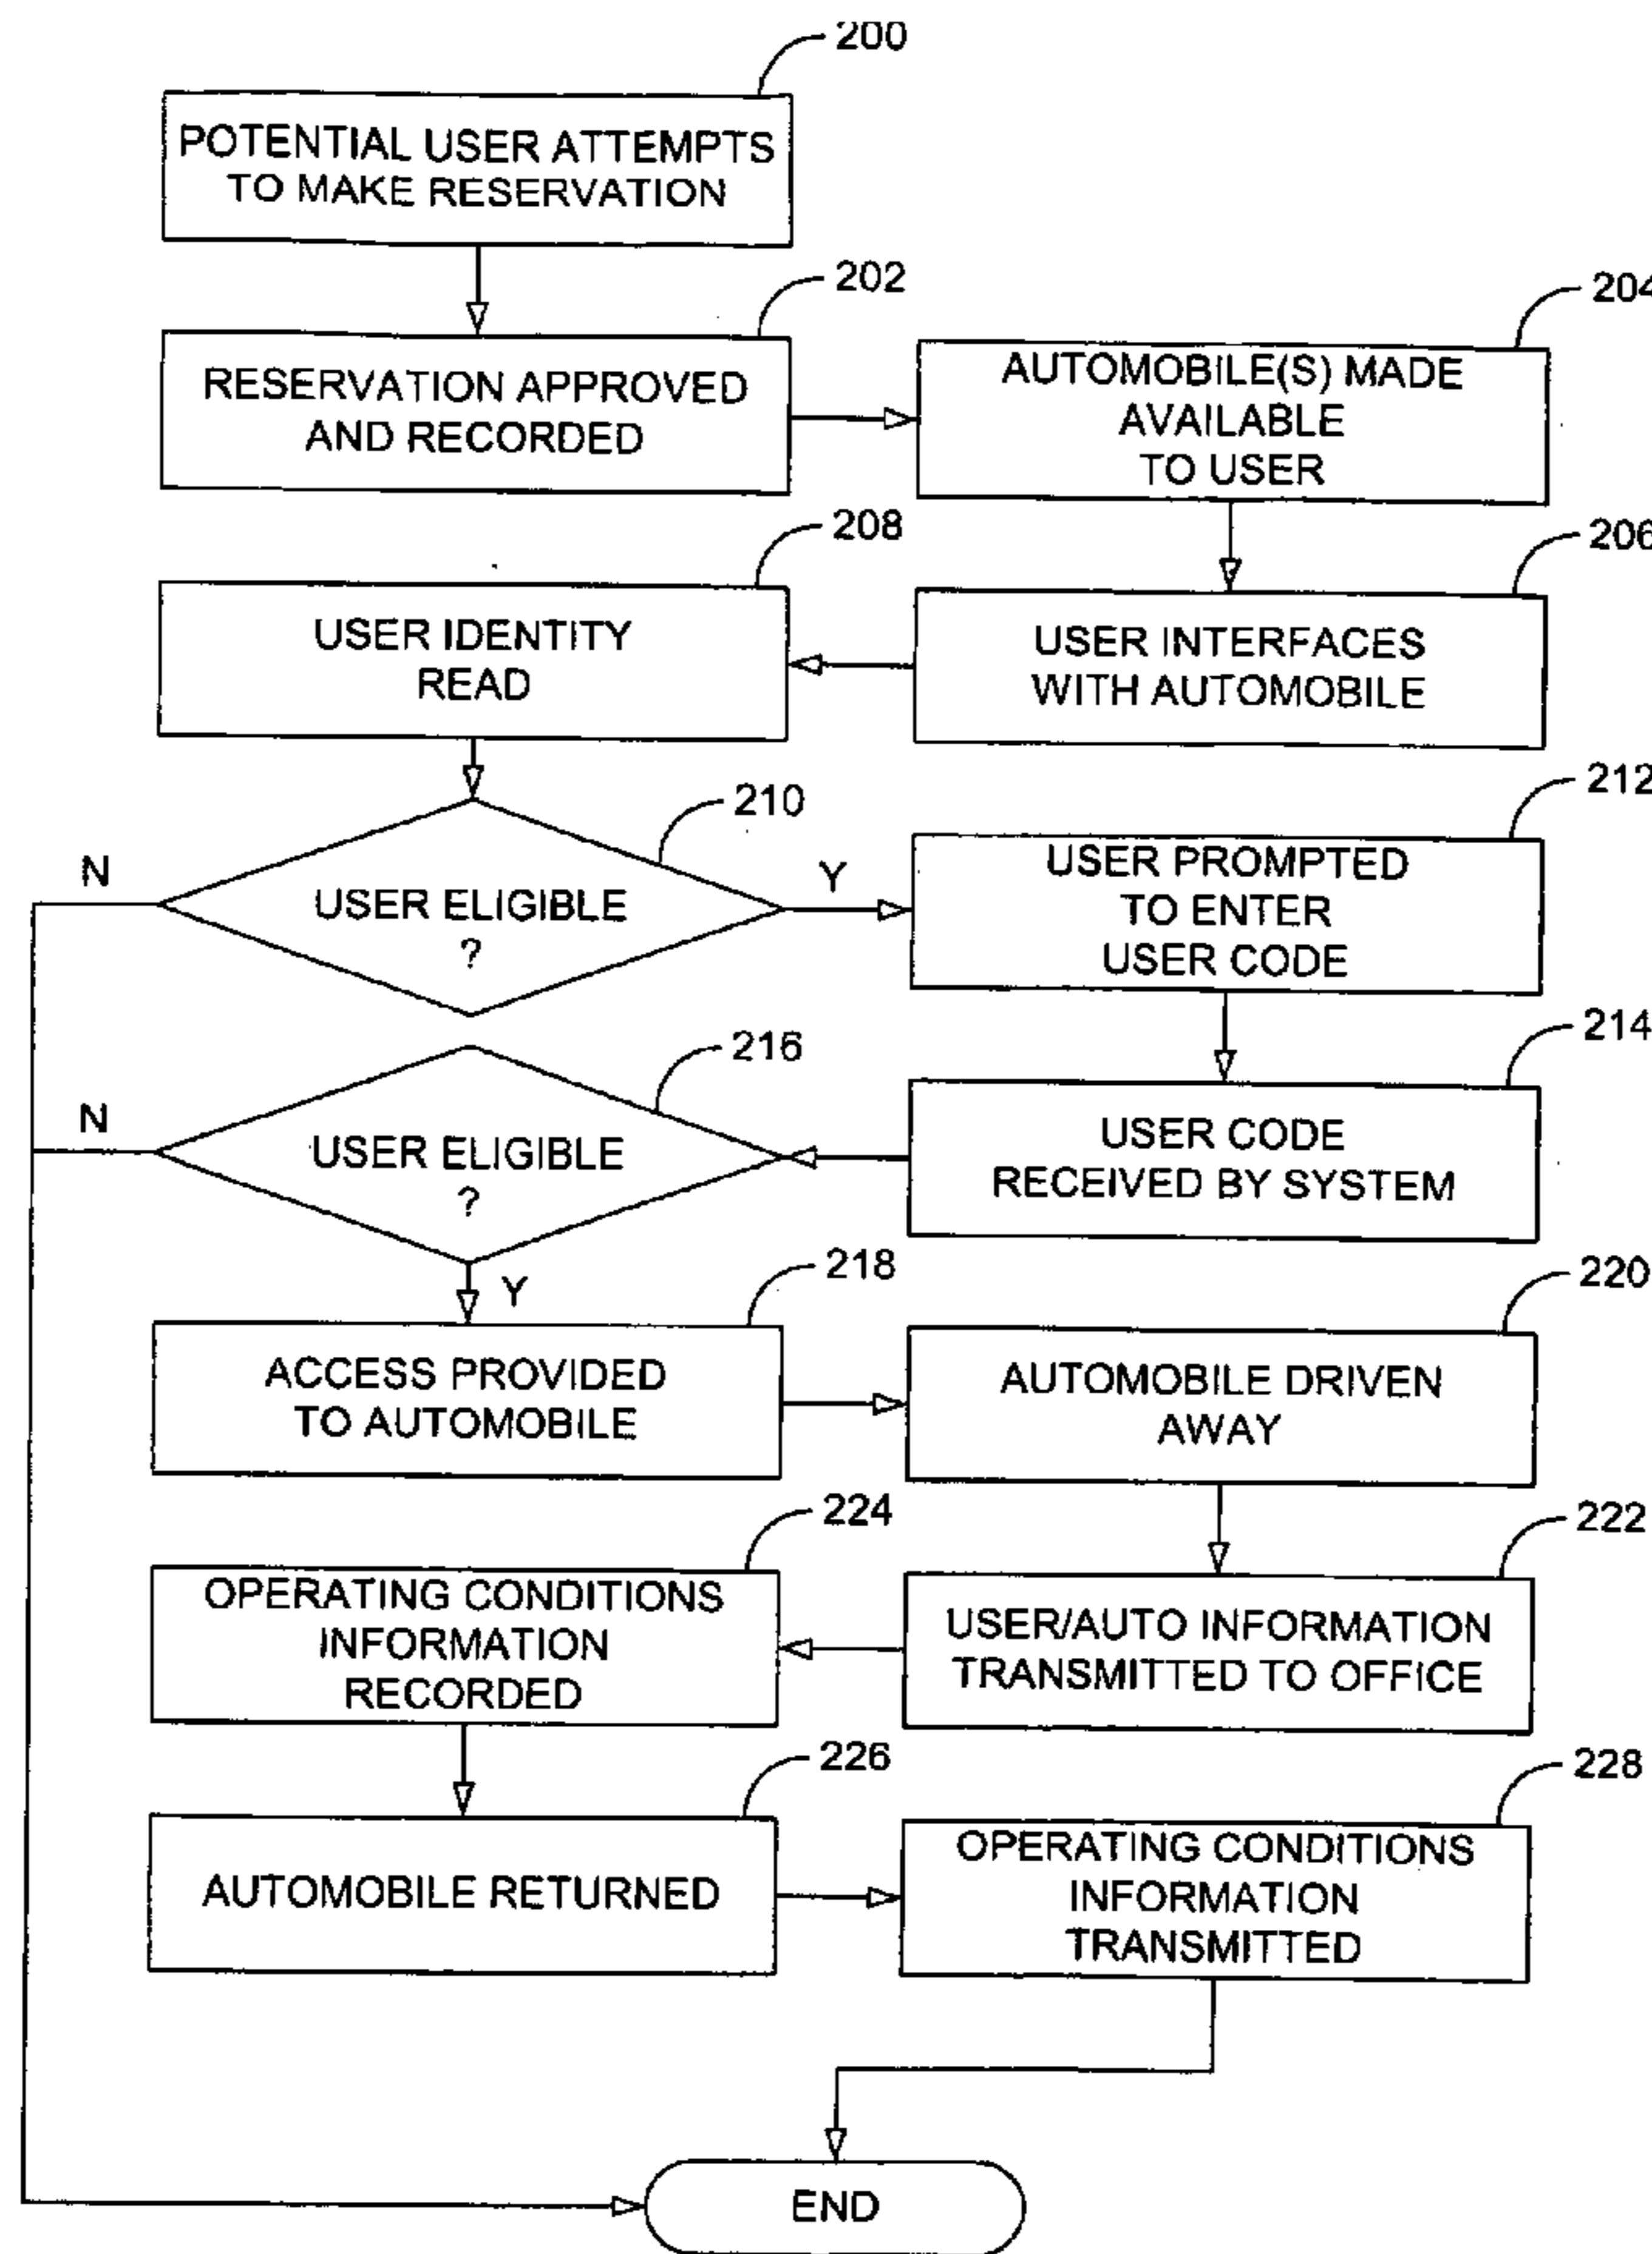 200
POTENTIAL USER ATTEMPTS
TO MAKE RESERVATION
202
RESERVATION APPROVED
AND RECORDED
204
AUTOMOBILE(S) MADE
AVAILABLE
TO USER
206
USER INTERFACES
WITH AUTOMOBILE
208
USER IDENTITY
READ
210
N
USER ELIGIBLE
?
Y
212
USER PROMPTED
TO ENTER
USER CODE
214
USER CODE
RECEIVED BY SYSTEM
216
N
USER ELIGIBLE
?
Y
218
ACCESS PROVIDED
TO AUTOMOBILE
220
AUTOMOBILE DRIVEN
AWAY
222
USER/AUTO INFORMATION
TRANSMITTED TO OFFICE
224
OPERATING CONDITIONS
INFORMATION
RECORDED
226
AUTOMOBILE RETURNED
228
OPERATING CONDITIONS
INFORMATION
TRANSMITTED
END